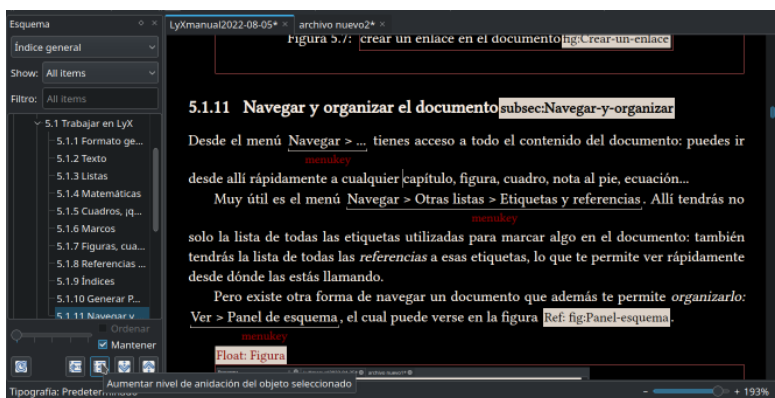 Esquema
Índice general
Show: All items
Filtro: All items
5.1 Trabajar en LyX
5.1.1 Formato ge...
5.1.2 Texto
5.1.3 Listas
5.1.4 Matemáticas
5.1.5 Cuadros, ¡q...
5.1.6 Marcos
5.1.7 Figuras, cua...
5.1.8 Referencias ...
5.1.9 Índices
5.1.10 Generar P...
5.1.11 Navegar y
Ordenar
Mantener
Aumentar nivel de anidación del objeto seleccionado
LyXmanual2022-08-05* × archivo nuevo2* ×
Figura 5.7: crear un enlace en el documento fig:Crear-un-enlace
5.1.11 Navegar y organizar el documento subsec:Navegar-y-organizar
Desde el menú Navegar > ... tienes acceso a todo el contenido del documento: puedes ir
menukey
desde allí rápidamente a cualquier capítulo, figura, cuadro, nota al pie, ecuación...
Muy útil es el menú Navegar > Otras listas > Etiquetas y referencias. Allí tendrás no
menukey
solo la lista de todas las etiquetas utilizadas para marcar algo en el documento: también
tendrás la lista de todas las referencias a esas etiquetas, lo que te permite ver rápidamente
desde dónde las estás llamando.
Pero existe otra forma de navegar un documento que además te permite organizarlo:
Ver > Panel de esquema, el cual puede verse en la figura Ref: fig:Panel-esquema.
menukey
Float: Figura
Tipografía: Predeter
193%